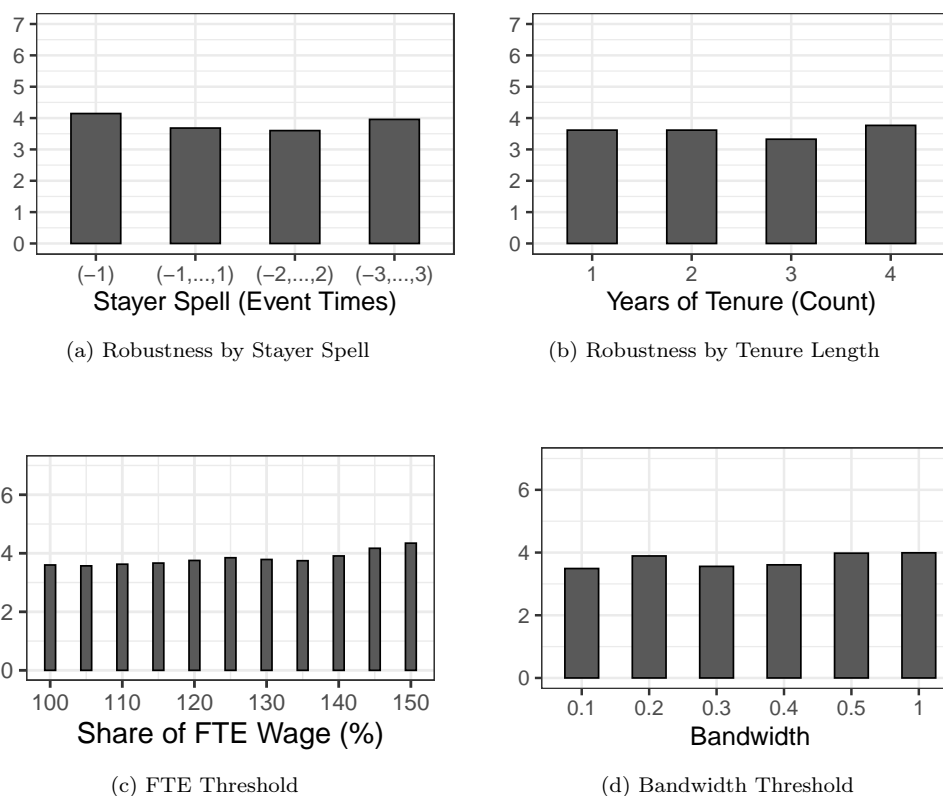 7
6
5
4
3
2
1
0
(−1) (−1,...,1) (−2,...,2) (−3,...,3)
Stayer Spell (Event Times)
(a) Robustness by Stayer Spell
7
6
5
4
3
2
1
0
1 2 3 4
Years of Tenure (Count)
(b) Robustness by Tenure Length
6
4
2
0
100 110 120 130 140 150
Share of FTE Wage (%)
(c) FTE Threshold
6
4
2
0
0.1 0.2 0.3 0.4 0.5 1
Bandwidth
(d) Bandwidth Threshold